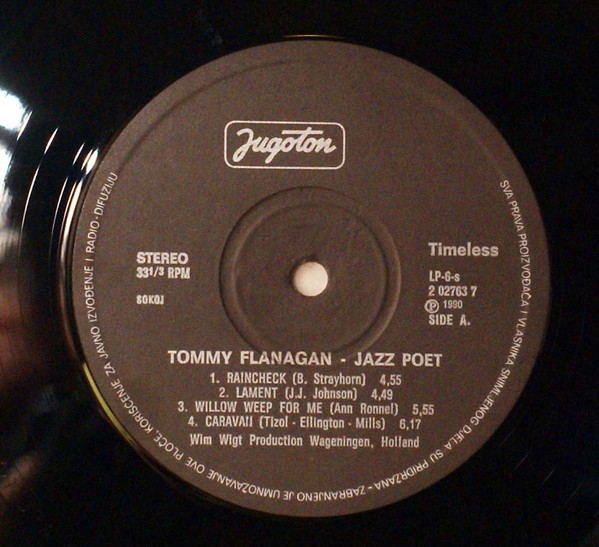 Jugoton
STEREO
33 1/3 RPM
SOKOJ
Timeless
LP-6-s
2 02763 7
Ⓟ 1990
SIDE A.
TOMMY FLANAGAN - JAZZ POET
1. RAINCHECK (B. Strayhorn) 4,55
2. LAMENT (J.J. Johnson) 4,49
3. WILLOW WEEP FOR ME (Ann Ronnel) 5,55
4. CARAVAN (Tizol - Ellington - Mills) 6,17
Wim Wigt Production Wageningen, Holland
SVA PRAVA PROIZVOĐAČA I VLASNIKA SNIMLJENOG DJELA SU PRIDRŽANA - ZABRANJENO JE UMNOŽAVANJE OVE PLOČE, KORIŠĆENJE ZA JAVNO IZVOĐENJE I RADIO-DIFUZIJU